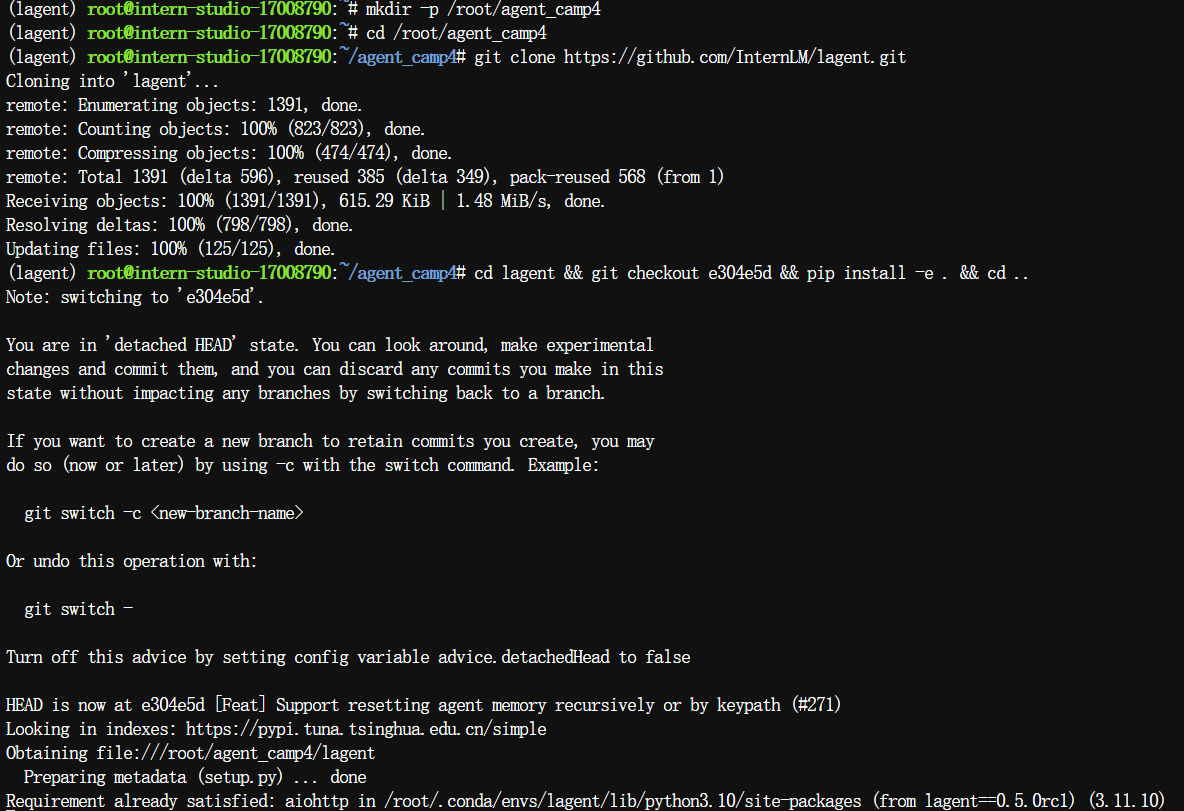 (lagent) root@intern-studio-17008790:~# mkdir -p /root/agent_camp4
(lagent) root@intern-studio-17008790:~# cd /root/agent_camp4
(lagent) root@intern-studio-17008790:~/agent_camp4# git clone https://github.com/InternLM/lagent.git
Cloning into 'lagent'...
remote: Enumerating objects: 1391, done.
remote: Counting objects: 100% (823/823), done.
remote: Compressing objects: 100% (474/474), done.
remote: Total 1391 (delta 596), reused 385 (delta 349), pack-reused 568 (from 1)
Receiving objects: 100% (1391/1391), 615.29 KiB | 1.48 MiB/s, done.
Resolving deltas: 100% (798/798), done.
Updating files: 100% (125/125), done.
(lagent) root@intern-studio-17008790:~/agent_camp4# cd lagent && git checkout e304e5d && pip install -e . && cd ..
Note: switching to 'e304e5d'.
You are in 'detached HEAD' state. You can look around, make experimental
changes and commit them, and you can discard any commits you make in this
state without impacting any branches by switching back to a branch.
If you want to create a new branch to retain commits you create, you may
do so (now or later) by using -c with the switch command. Example:
git switch -c <new-branch-name>
Or undo this operation with:
git switch -
Turn off this advice by setting config variable advice.detachedHead to false
HEAD is now at e304e5d [Feat] Support resetting agent memory recursively or by keypath (#271)
Looking in indexes: https://pypi.tuna.tsinghua.edu.cn/simple
Obtaining file:///root/agent_camp4/lagent
Preparing metadata (setup.py) ... done
Requirement already satisfied: aiohttp in /root/.conda/envs/lagent/lib/python3.10/site-packages (from lagent==0.5.0rc1) (3.11.10)